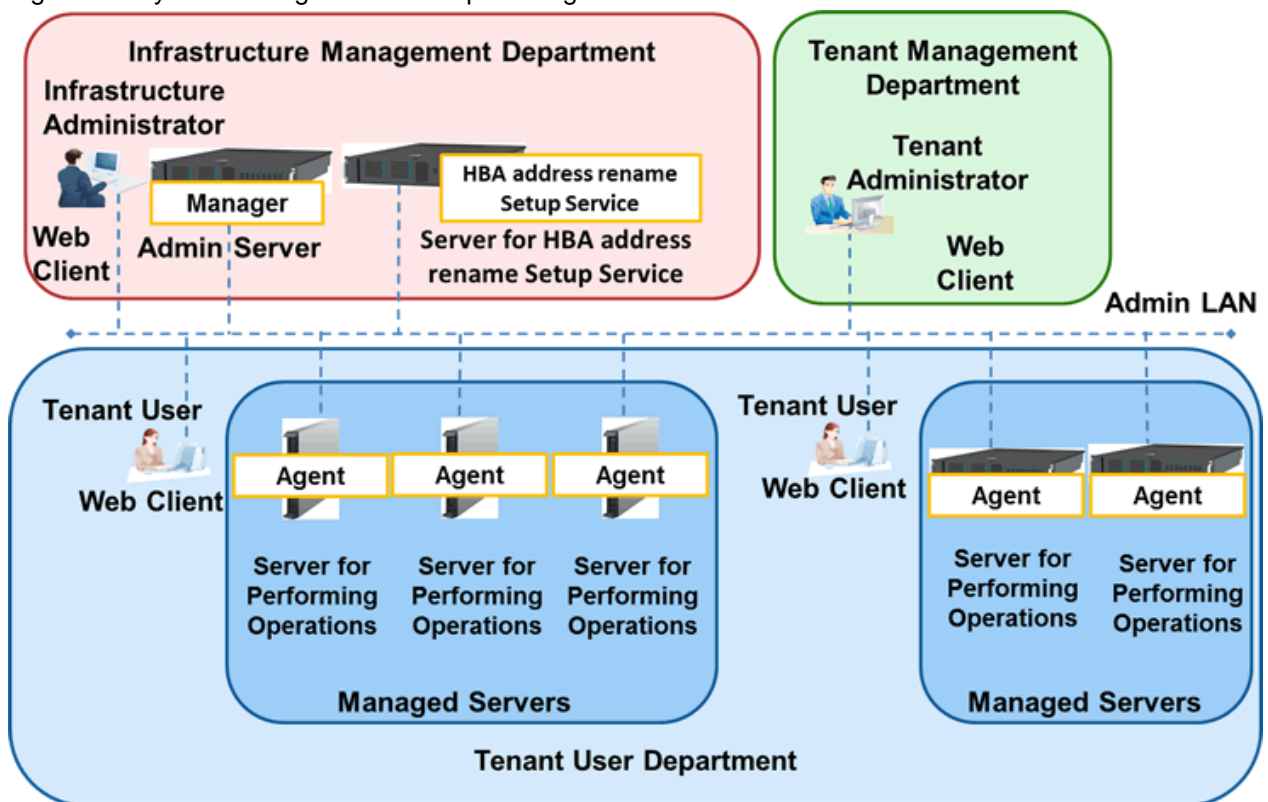 Infrastructure Management Department
Infrastructure
Administrator
Manager
Web
Client
Admin Server
HBA address rename
Setup Service
Server for HBA address
rename Setup Service
Tenant Management
Department
Tenant
Administrator
Web
Client
Admin LAN
Tenant User
Web Client
Agent
Agent
Agent
Server for
Performing
Operations
Server for
Performing
Operations
Server for
Performing
Operations
Managed Servers
Tenant User
Web Client
Agent
Agent
Server for
Performing
Operations
Server for
Performing
Operations
Managed Servers
Tenant User Department